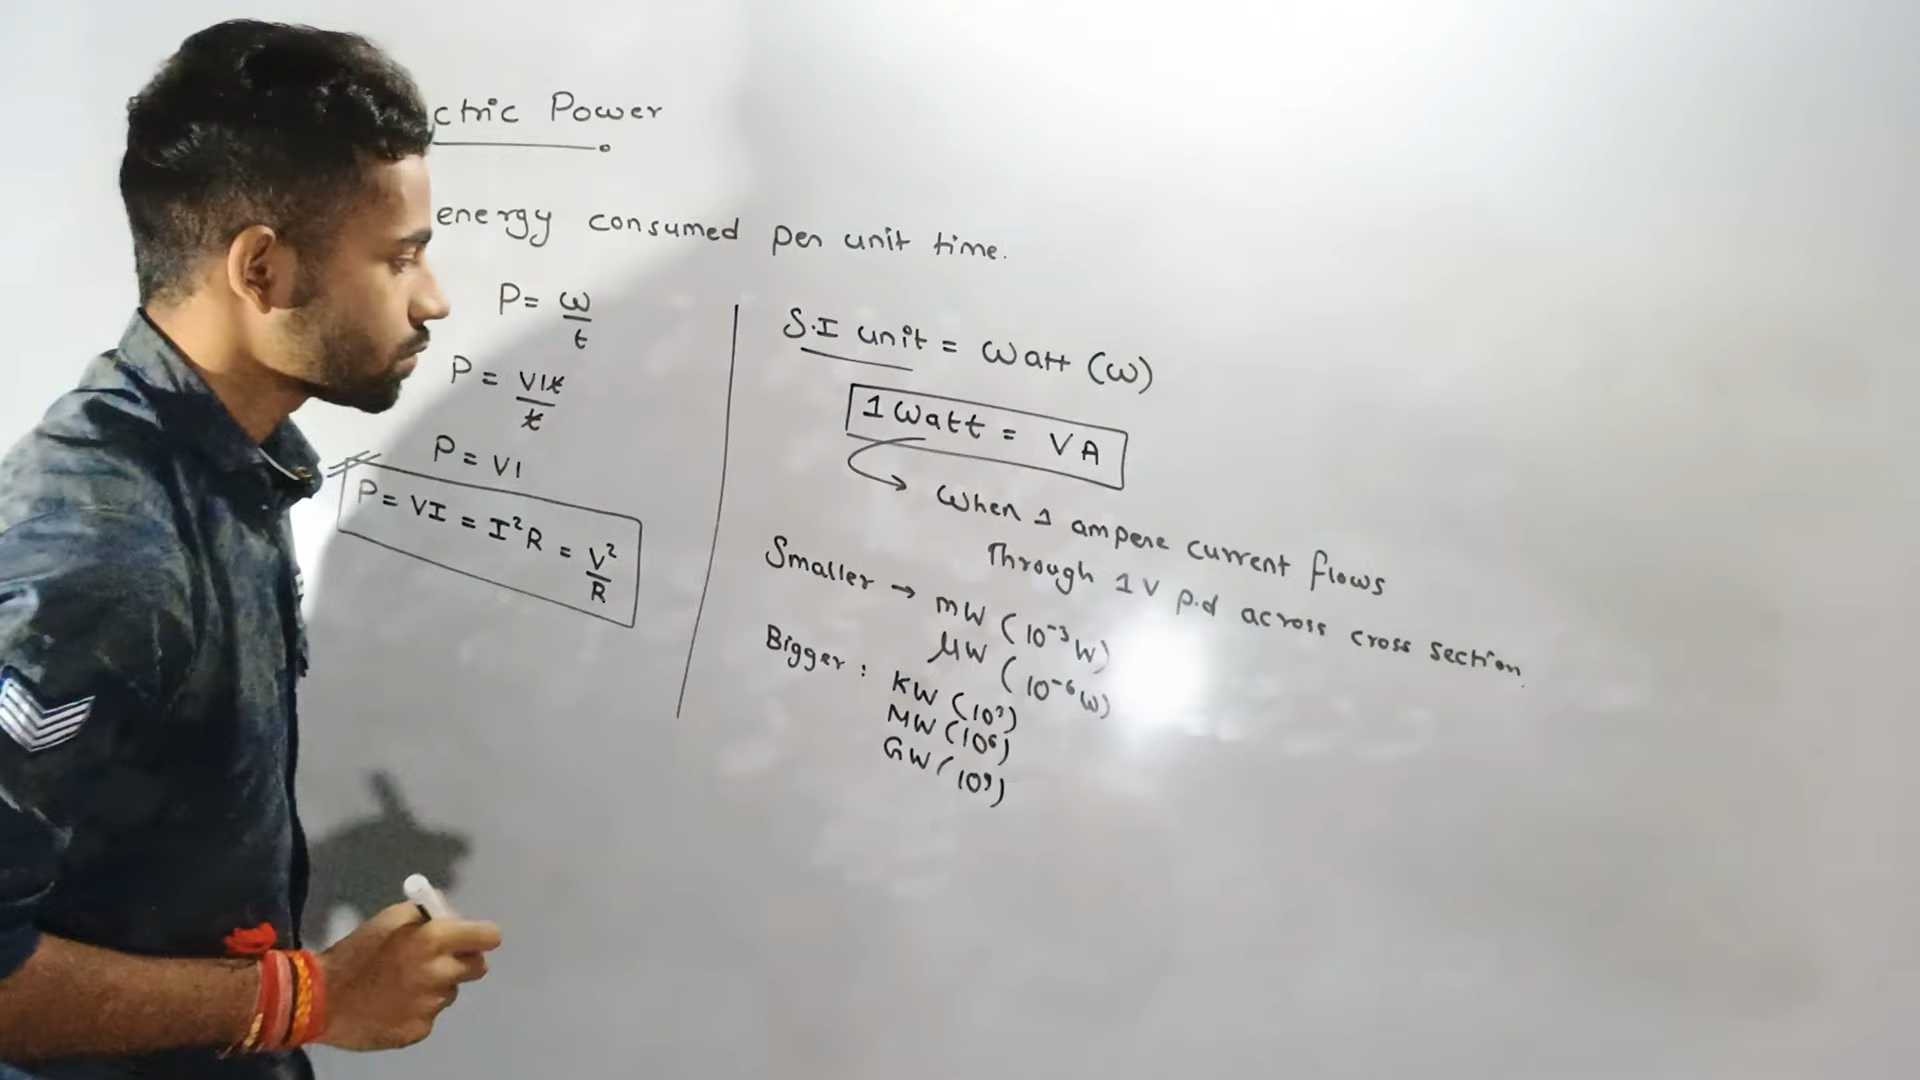 ctric Power
energy consumed per unit time.
P = W/t
P = VIt/t
P = VI
P = VI = I²R = V²/R
S.I unit = Watt (W)
1 Watt = VA
When 1 ampere current flows
Through 1 V p.d across cross section.
Smaller → mW (10⁻³W)
μW (10⁻⁶W)
Bigger : KW (10³)
MW (10⁶)
GW (10⁹)